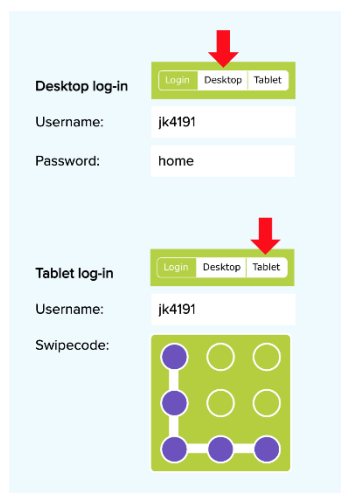 Desktop log-in
Login Desktop Tablet
Username: jk4191
Password: home
Tablet log-in
Login Desktop Tablet
Username: jk4191
Swipecode: